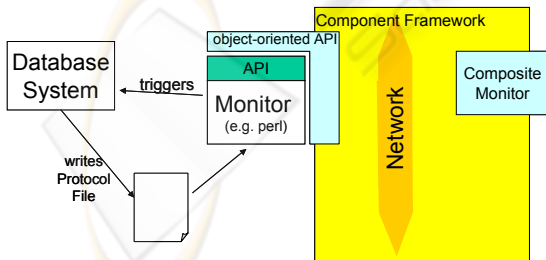 Component Framework
object-oriented API
Database
System
triggers
API
Monitor
(e.g. perl)
Network
Composite
Monitor
writes
Protocol
File